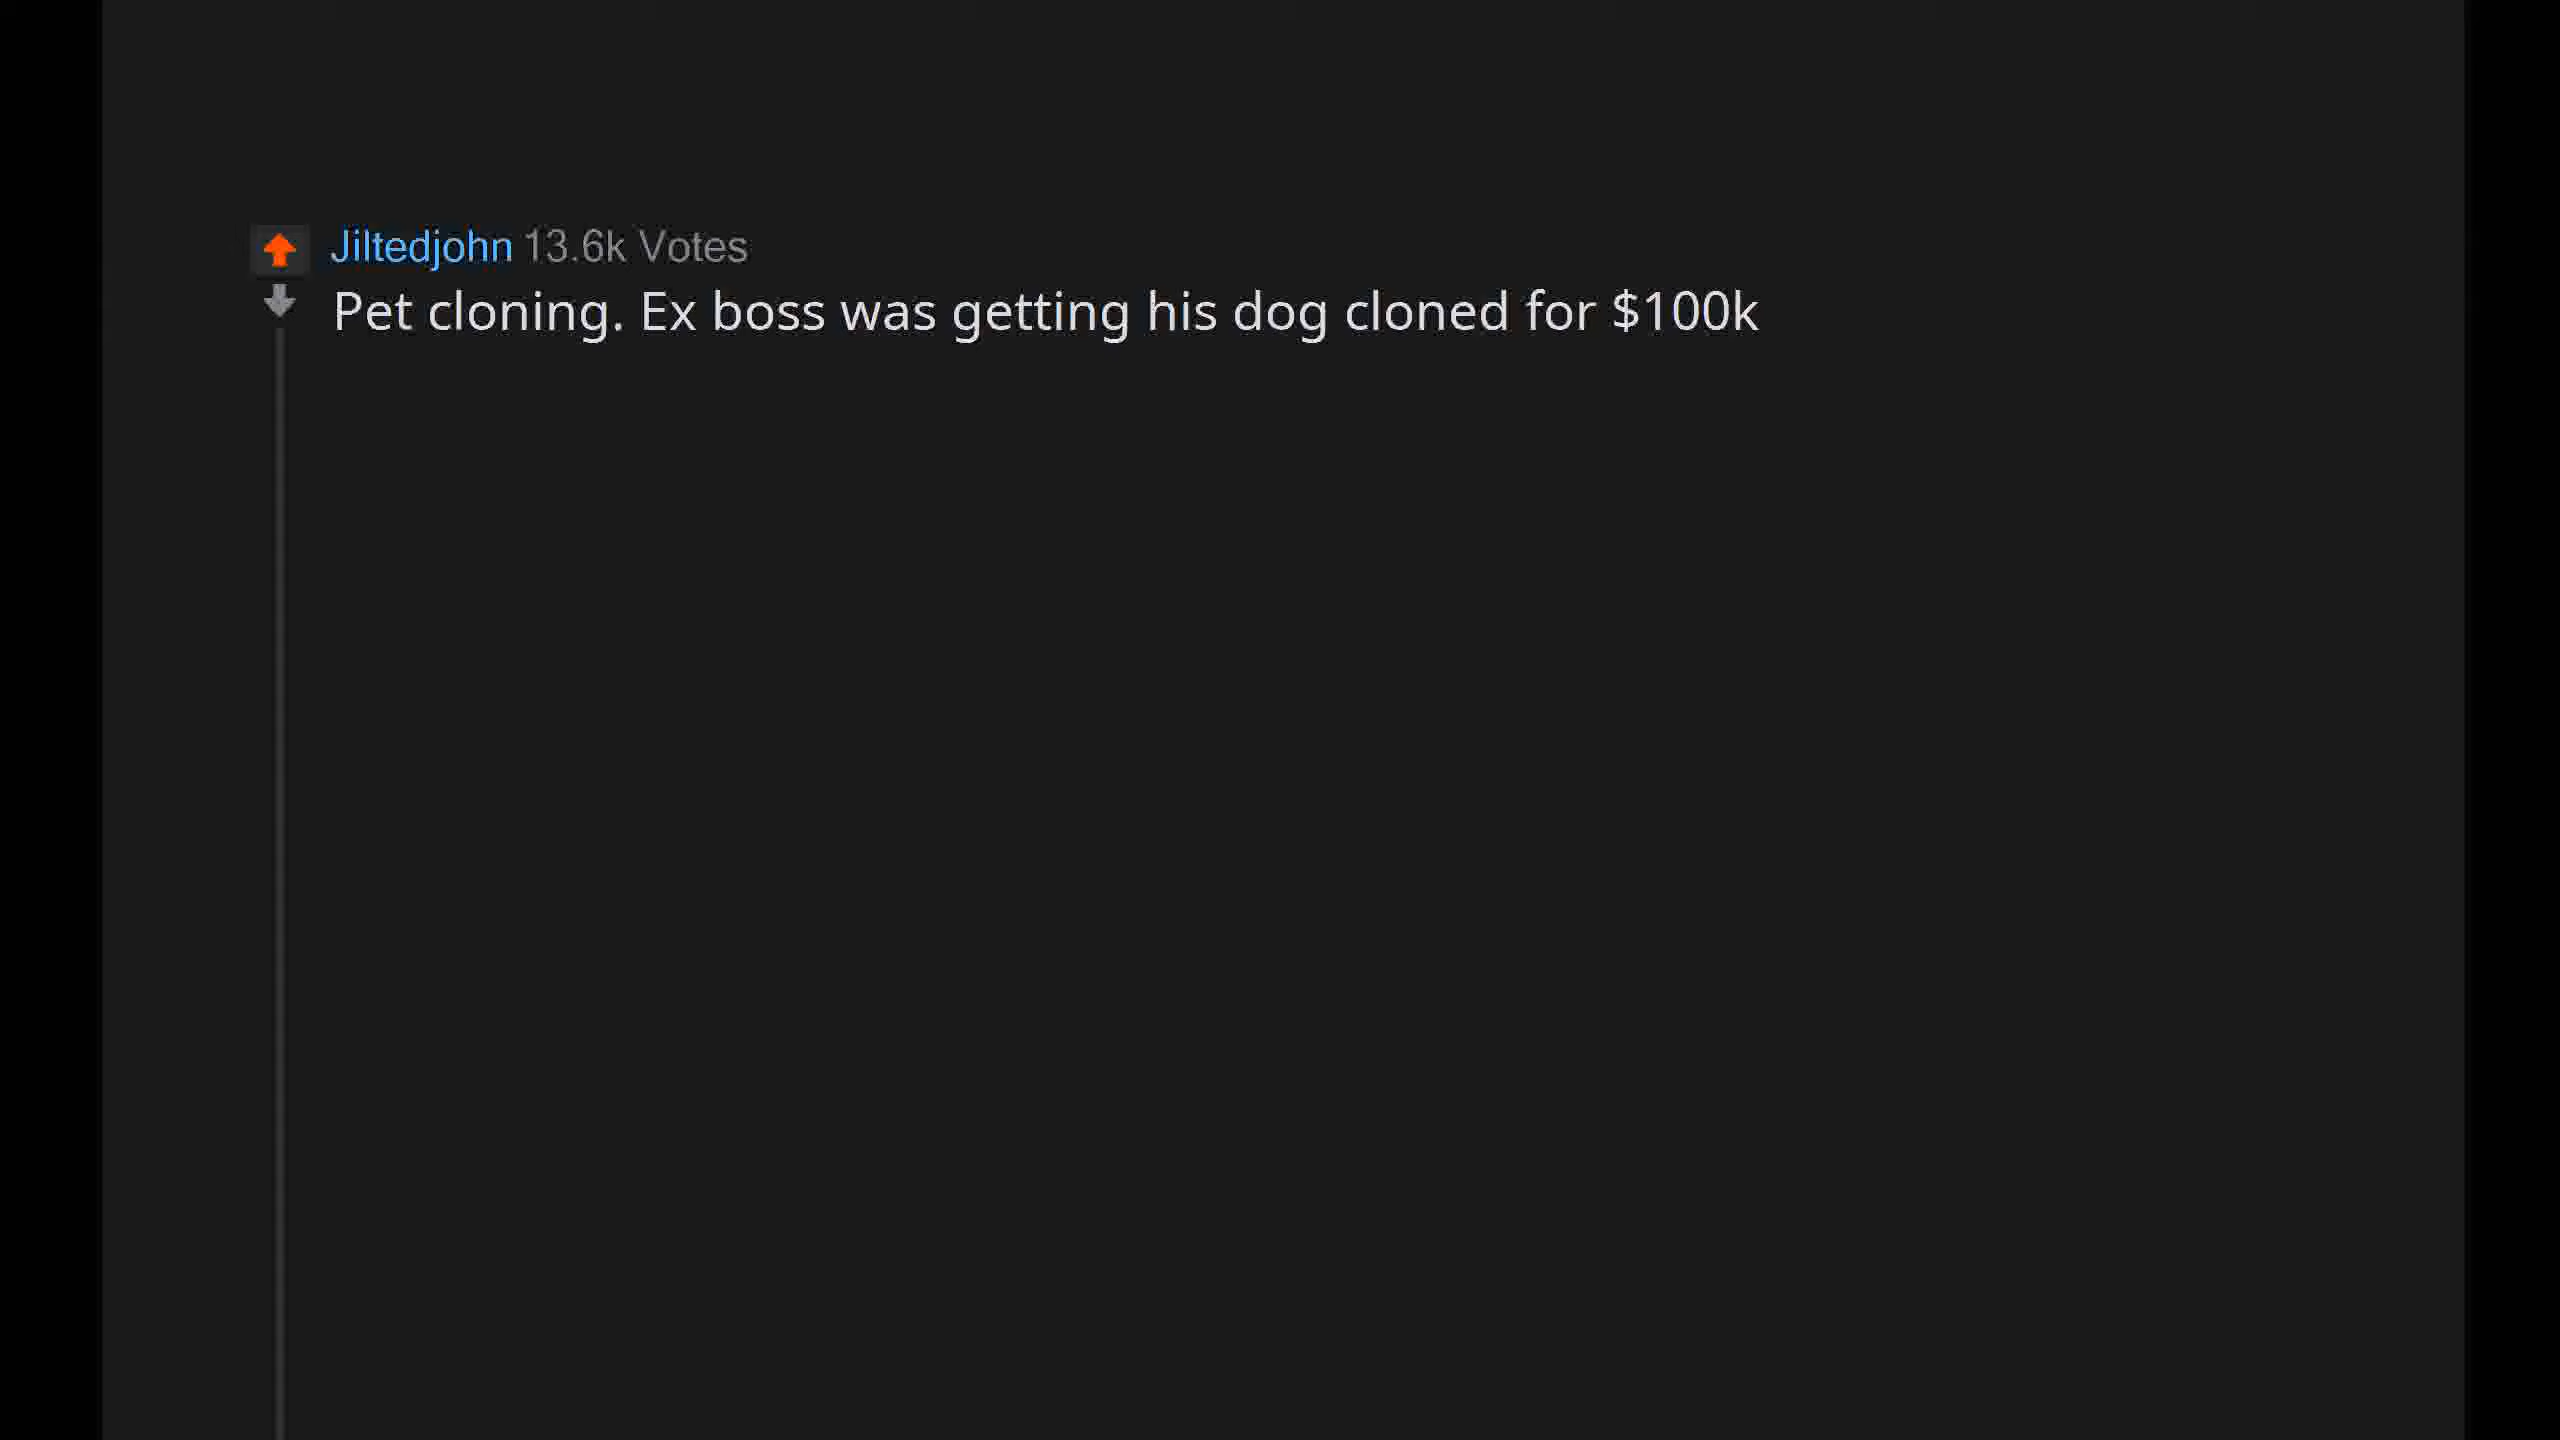 Jiltedjohn 13.6k Votes
Pet cloning. Ex boss was getting his dog cloned for $100k